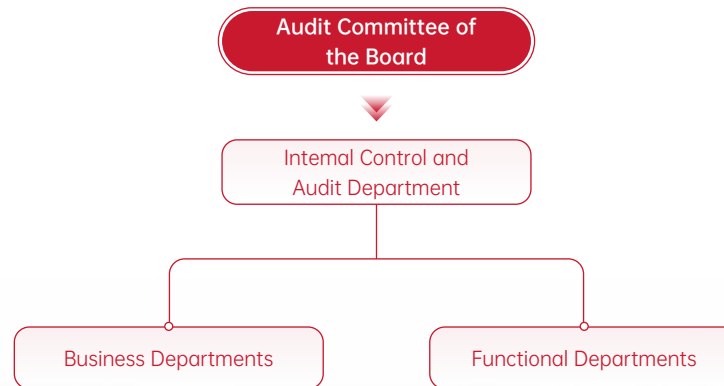 Audit Committee of
the Board
Intemal Control and
Audit Department
Business Departments
Functional Departments